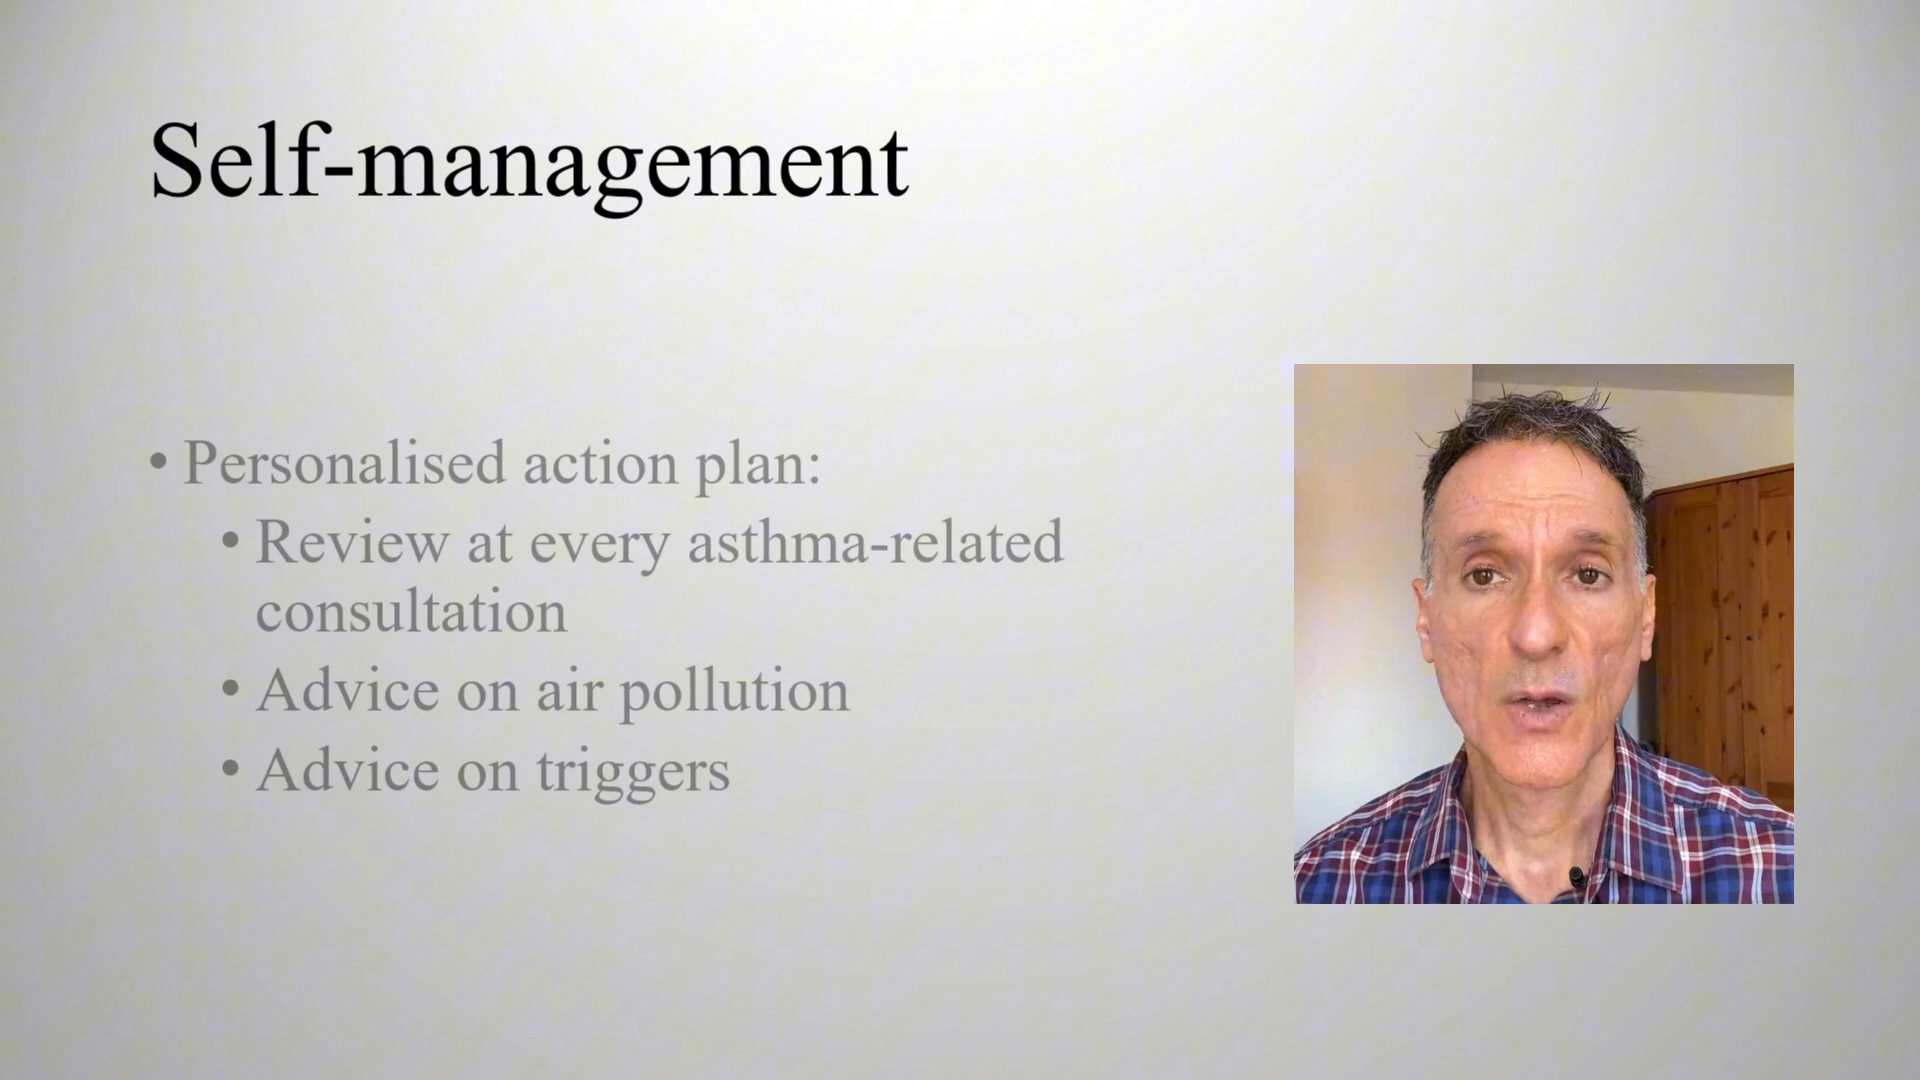 Self-management
• Personalised action plan:
• Review at every asthma-related
consultation
• Advice on air pollution
• Advice on triggers